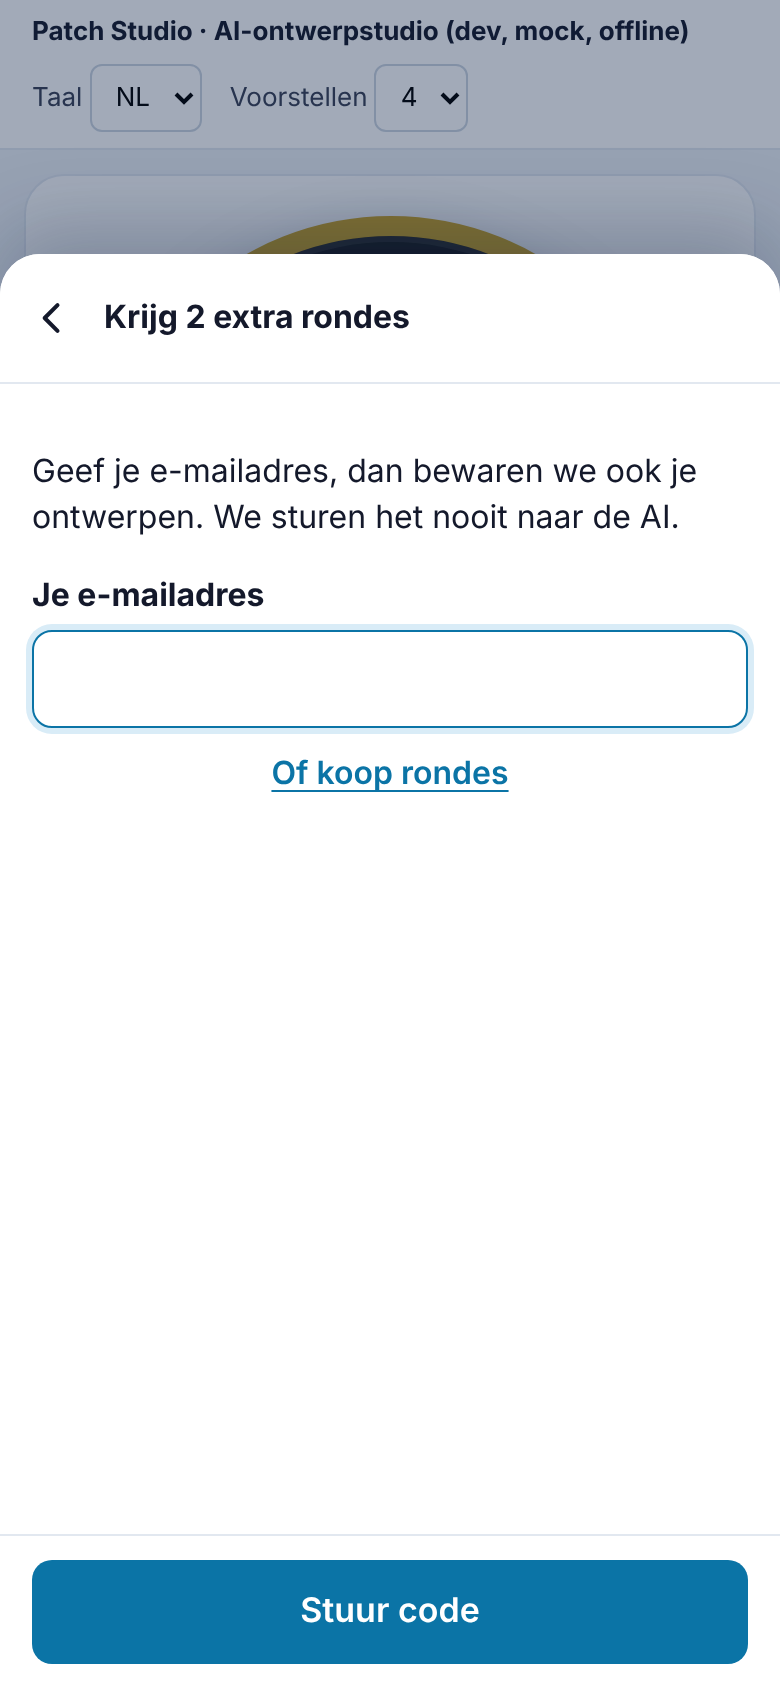 Patch Studio · AI-ontwerpstudio (dev, mock, offline)
Taal NL Voorstellen 4
Krijg 2 extra rondes
Geef je e-mailadres, dan bewaren we ook je
ontwerpen. We sturen het nooit naar de AI.
Je e-mailadres
Of koop rondes
Stuur code